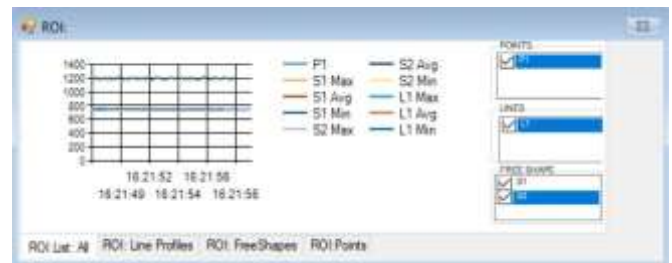 ROI:
1400
1200
1000
800
600
400
200
0
16:21:52 16:21:56
16:21:49 16:21:54 16:21:56
P1
S1 Max
S1 Avg
S1 Min
S2 Max
S2 Avg
S2 Min
L1 Max
L1 Avg
L1 Min
POINTS
P1
LINES
L1
FREE SHAPE
S1
S2
ROI List: All ROI: Line Profiles ROI: FreeShapes ROI:Points